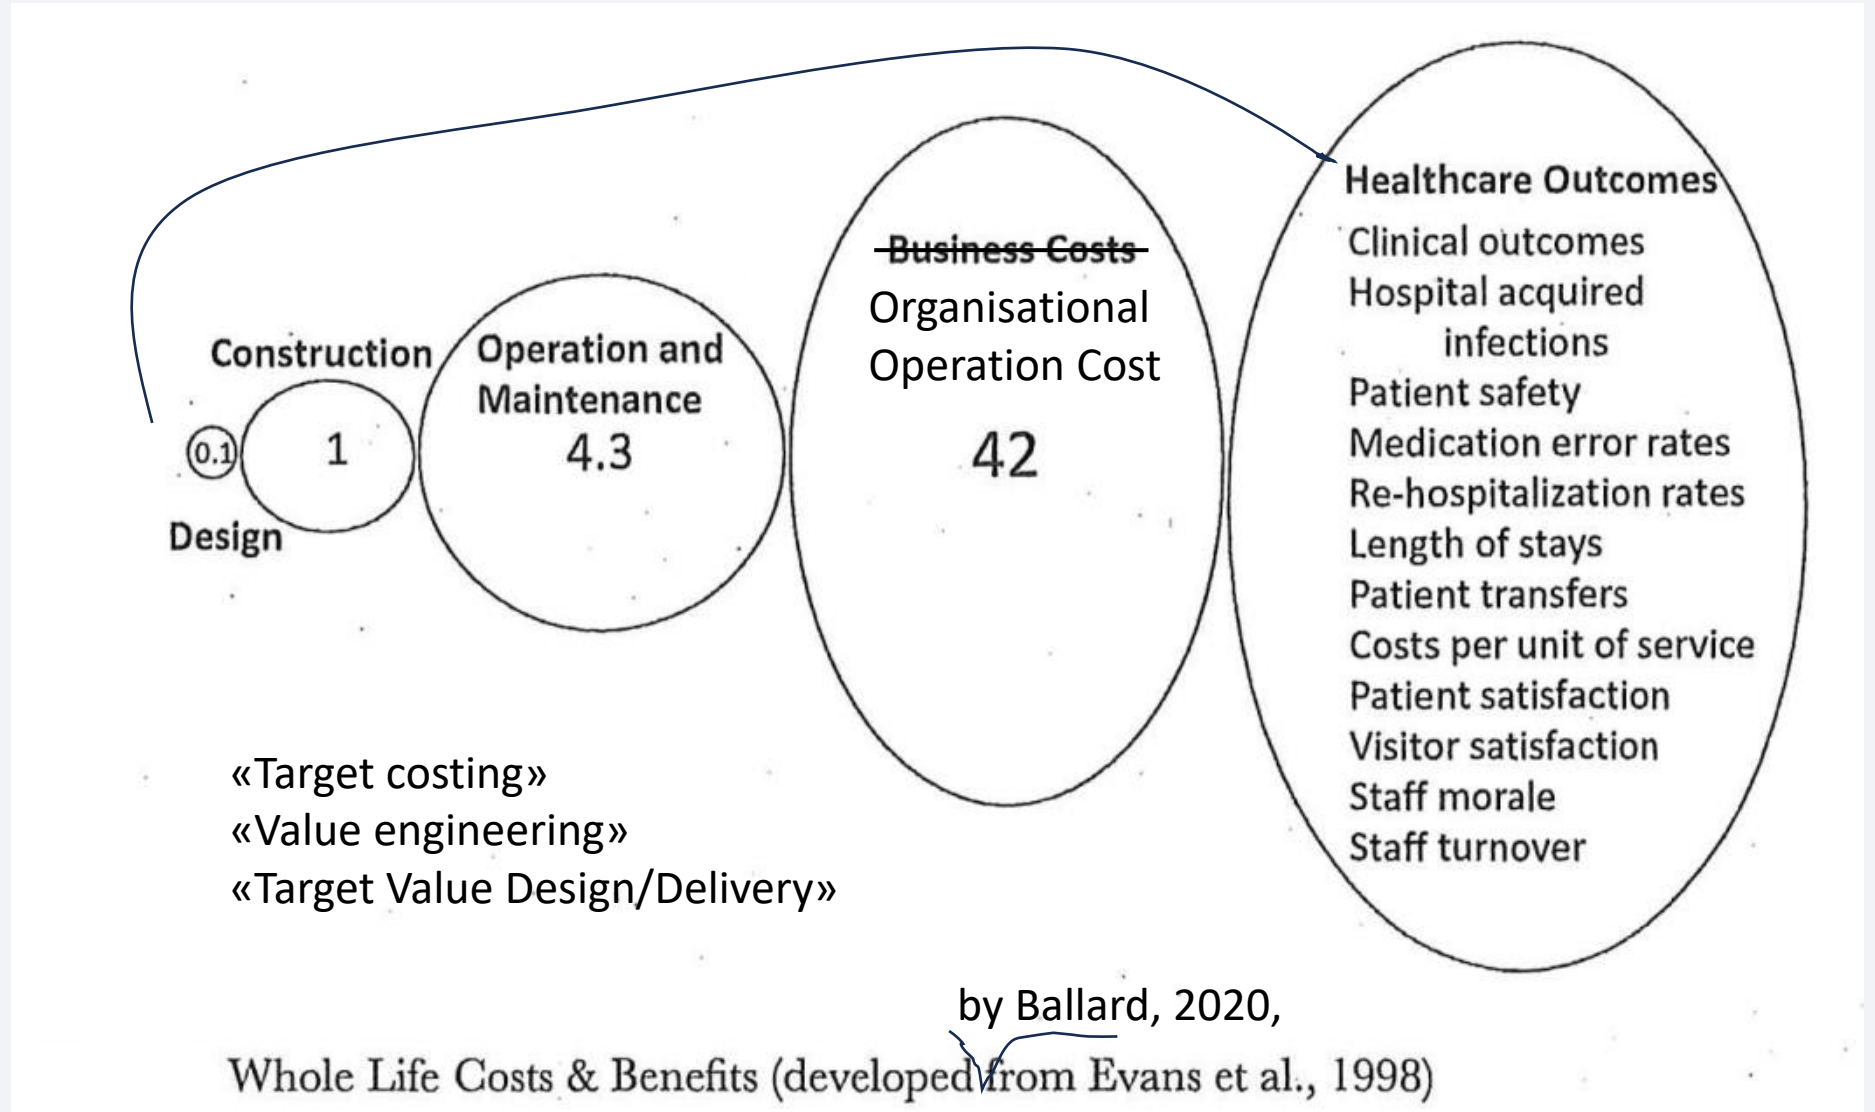 Construction
0.1
1
Design
Operation and
Maintenance
4.3
Business Costs
Organisational
Operation Cost
42
Healthcare Outcomes
Clinical outcomes
Hospital acquired
infections
Patient safety
Medication error rates
Re-hospitalization rates
Length of stays
Patient transfers
Costs per unit of service
Patient satisfaction
Visitor satisfaction
Staff morale
Staff turnover
«Target costing»
«Value engineering»
«Target Value Design/Delivery»
by Ballard, 2020,
Whole Life Costs & Benefits (developed from Evans et al., 1998)